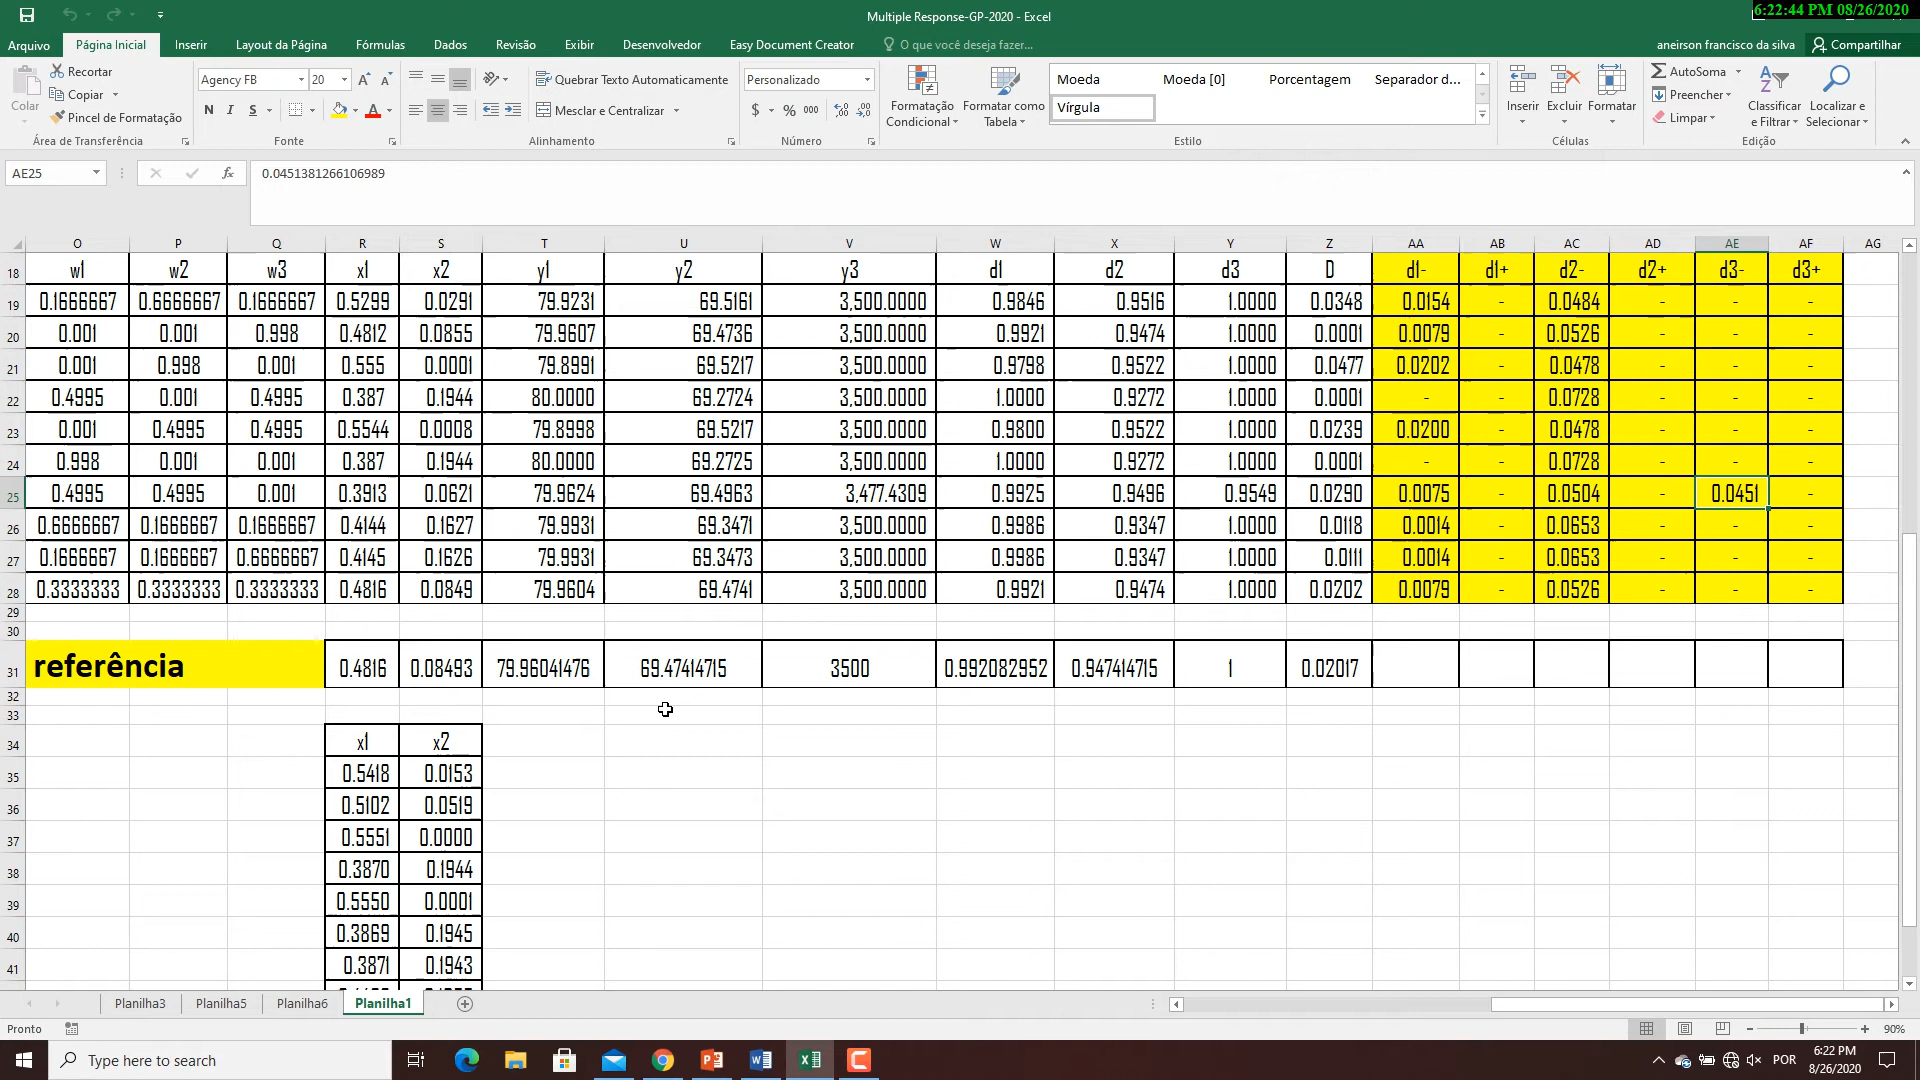 Multiple Response-GP-2020 - Excel
6:22:44 PM 08/26/2020
Arquivo Página Inicial Inserir Layout da Página Fórmulas Dados Revisão Exibir Desenvolvedor Easy Document Creator O que você deseja fazer... aneirson francisco da silva Compartilhar
Colar
Recortar
Copiar
Pincel de Formatação
Área de Transferência
Agency FB 20
N I S
Fonte
Quebrar Texto Automaticamente
Mesclar e Centralizar
Alinhamento
Personalizado
$ % 000
Número
Formatação Condicional
Formatar como Tabela
Moeda Moeda [0] Porcentagem Separador d...
Vírgula
Estilo
Inserir Excluir Formatar
Células
AutoSoma
Preencher
Limpar
Classificar e Filtrar
Localizar e Selecionar
Edição
AE25 fx 0.0451381266106989
O P Q R S T U V W X Y Z AA AB AC AD AE AF AG
18 w1 w2 w3 x1 x2 y1 y2 y3 d1 d2 d3 D d1- d1+ d2- d2+ d3- d3+
19 0.1666667 0.6666667 0.1666667 0.5299 0.0291 79.9231 69.5161 3,500.0000 0.9846 0.9516 1.0000 0.0348 0.0154 - 0.0484 - - -
20 0.001 0.001 0.998 0.4812 0.0855 79.9607 69.4736 3,500.0000 0.9921 0.9474 1.0000 0.0001 0.0079 - 0.0526 - - -
21 0.001 0.998 0.001 0.555 0.0001 79.8991 69.5217 3,500.0000 0.9798 0.9522 1.0000 0.0477 0.0202 - 0.0478 - - -
22 0.4995 0.001 0.4995 0.387 0.1944 80.0000 69.2724 3,500.0000 1.0000 0.9272 1.0000 0.0001 - - 0.0728 - - -
23 0.001 0.4995 0.4995 0.5544 0.0008 79.8998 69.5217 3,500.0000 0.9800 0.9522 1.0000 0.0239 0.0200 - 0.0478 - - -
24 0.998 0.001 0.001 0.387 0.1944 80.0000 69.2725 3,500.0000 1.0000 0.9272 1.0000 0.0001 - - 0.0728 - - -
25 0.4995 0.4995 0.001 0.3913 0.0621 79.9624 69.4963 3,477.4309 0.9925 0.9496 0.9549 0.0290 0.0075 - 0.0504 - 0.0451 -
26 0.6666667 0.1666667 0.1666667 0.4144 0.1627 79.9931 69.3471 3,500.0000 0.9986 0.9347 1.0000 0.0118 0.0014 - 0.0653 - - -
27 0.1666667 0.1666667 0.6666667 0.4145 0.1626 79.9931 69.3473 3,500.0000 0.9986 0.9347 1.0000 0.0111 0.0014 - 0.0653 - - -
28 0.3333333 0.3333333 0.3333333 0.4816 0.0849 79.9604 69.4741 3,500.0000 0.9921 0.9474 1.0000 0.0202 0.0079 - 0.0526 - - -
29
30
31 referência 0.4816 0.08493 79.96041476 69.47414715 3500 0.992082952 0.947414715 1 0.02017
32
33
34 x1 x2
35 0.5418 0.0153
36 0.5102 0.0519
37 0.5551 0.0000
38 0.3870 0.1944
39 0.5550 0.0001
40 0.3869 0.1945
41 0.3871 0.1943
Planilha3 Planilha5 Planilha6 Planilha1
Pronto 90%
Type here to search
POR
6:22 PM
8/26/2020